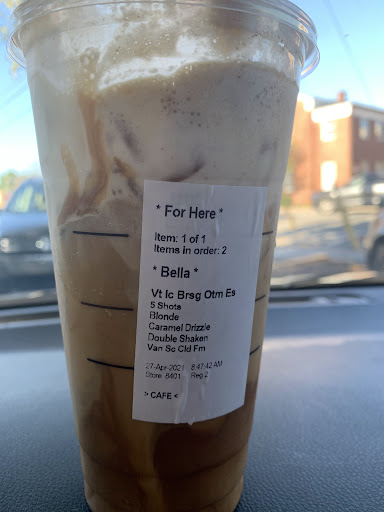 * For Here *
Item: 1 of 1
Items in order: 2
* Bella *
Vt Ic Brsg Otm Es
5 Shots
Blonde
Caramel Drizzle
Double Shaken
Van Sc Cld Fm
27-Apr-2021 8:47:42 AM
Store 8401 Reg 2
> CAFE <